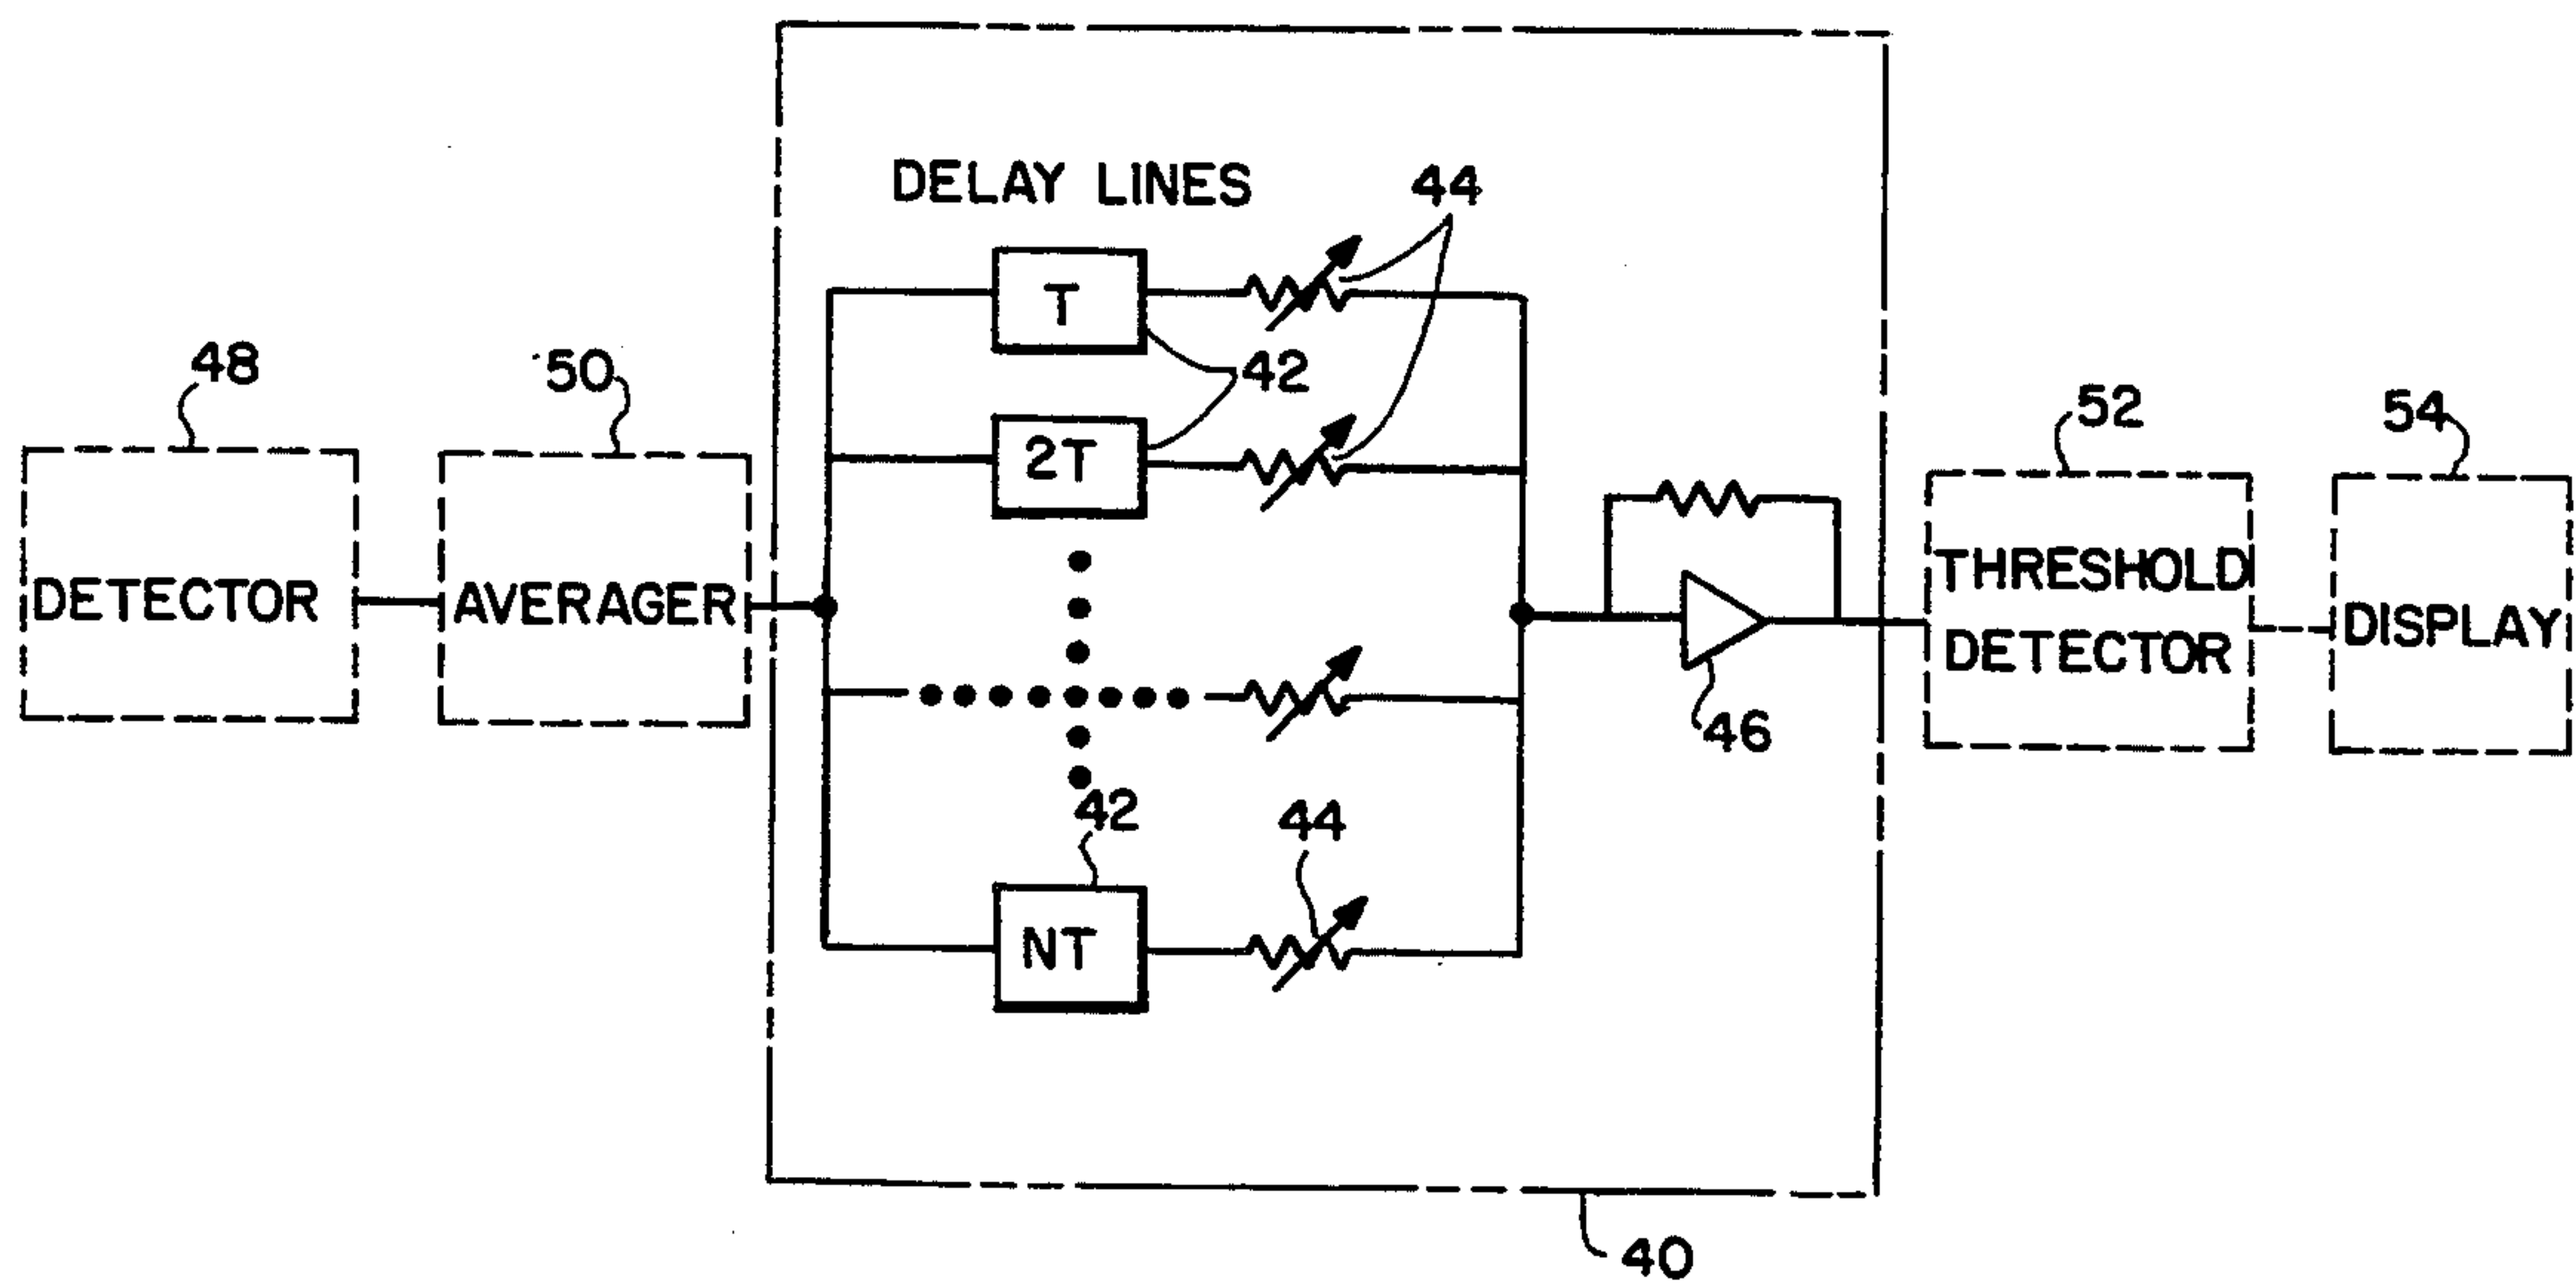 DELAY LINES
44
T
48
50
42
52
54
2T
DETECTOR
AVERAGER
THRESHOLD
DETECTOR
DISPLAY
46
42
44
NT
40